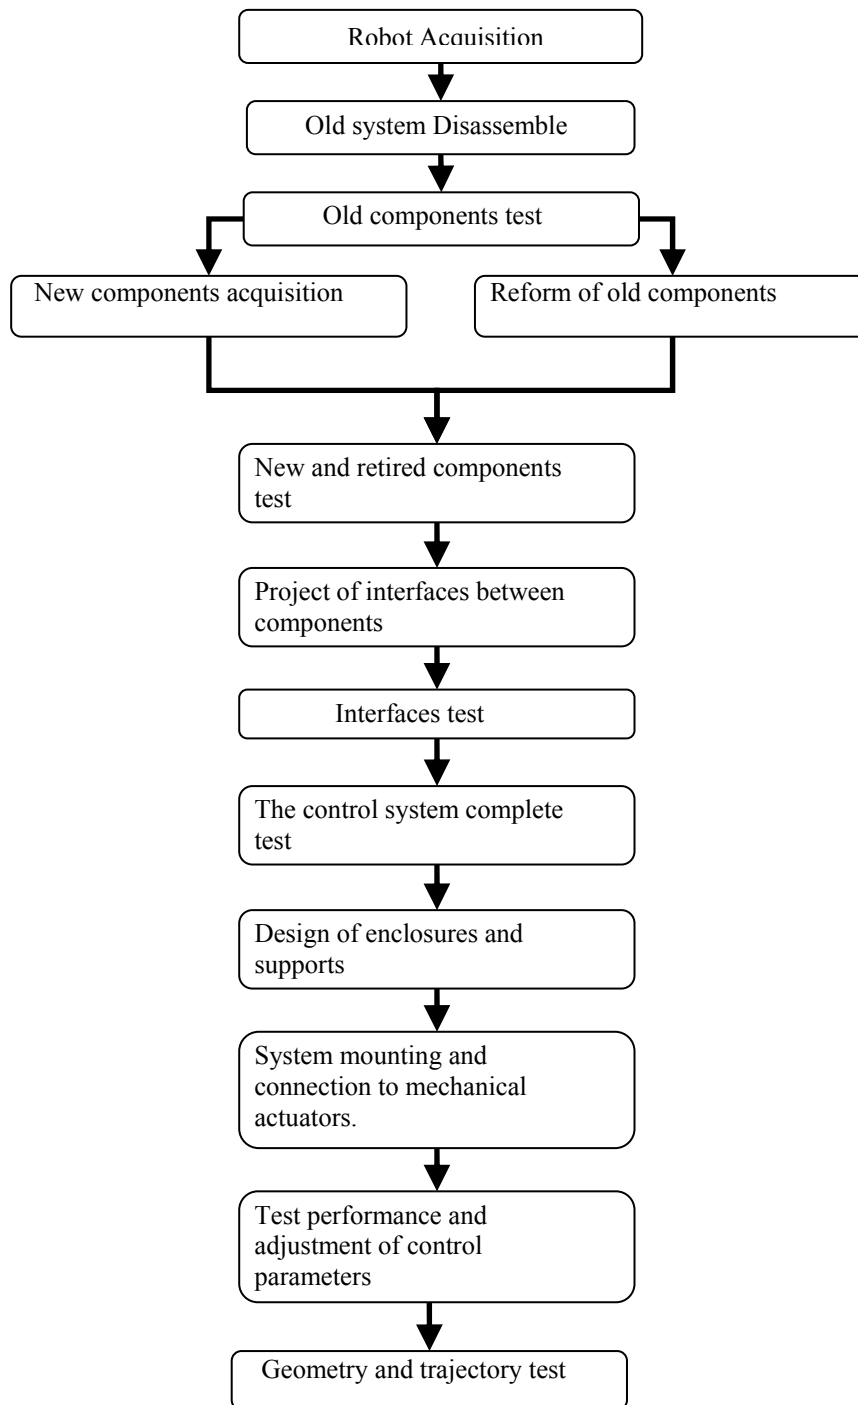 Robot Acquisition
Old system Disassemble
Old components test
New components acquisition
Reform of old components
New and retired components
test
Project of interfaces between
components
Interfaces test
The control system complete
test
Design of enclosures and
supports
System mounting and
connection to mechanical
actuators.
Test performance and
adjustment of control
parameters
Geometry and trajectory test